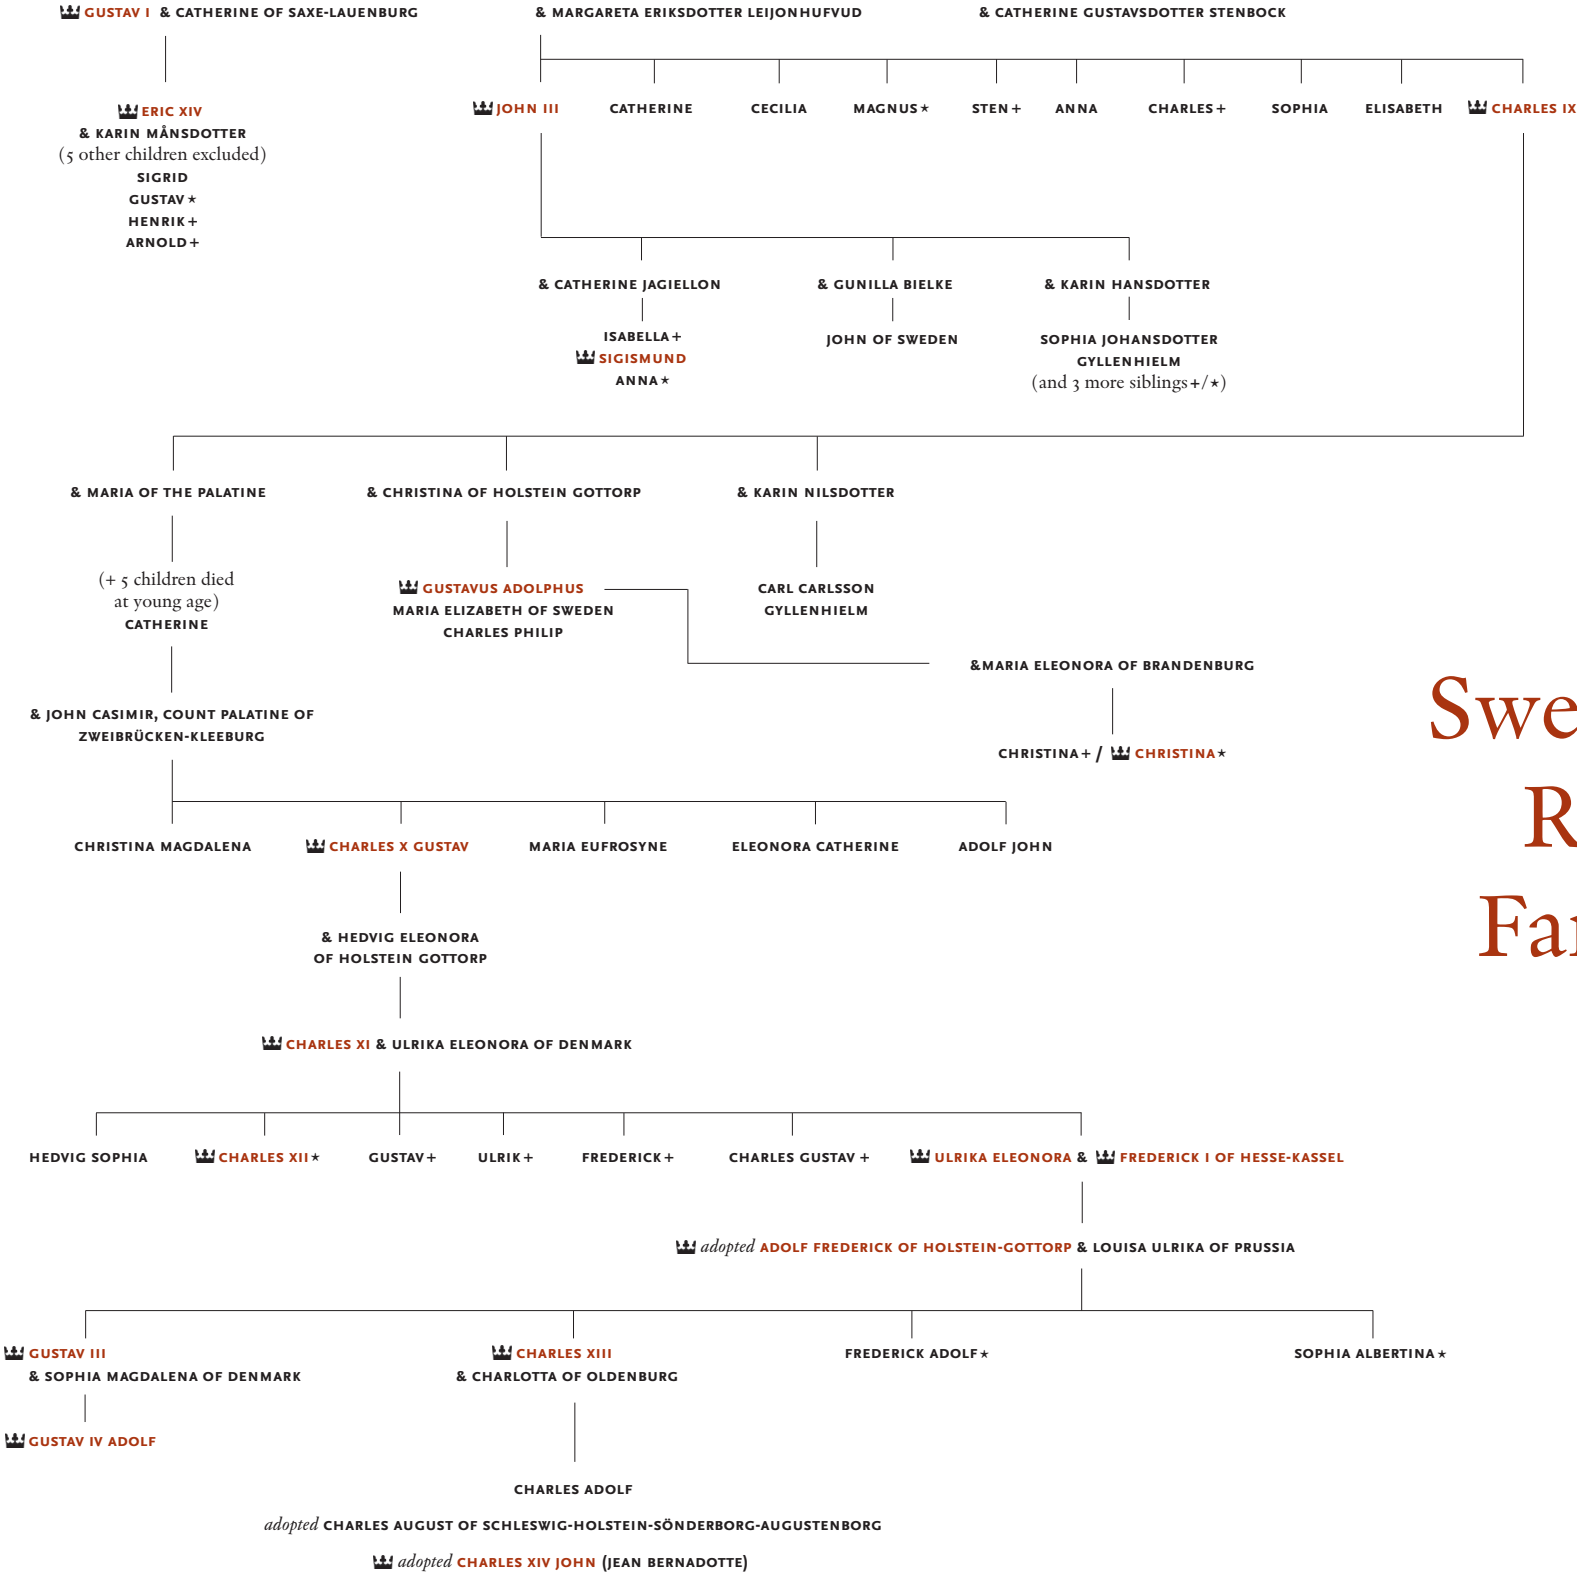 GUSTAV I & CATHERINE OF SAXE-LAUENBURG
& MARGARETA ERIKSDOTTER LEIJONHUFVUD
& CATHERINE GUSTAVSDOTTER STENBOCK
ERIC XIV
& KARIN MÅNSDOTTER
(5 other children excluded)
SIGRID
GUSTAV★
HENRIK+
ARNOLD+
JOHN III
CATHERINE
CECILIA
MAGNUS★
STEN+
ANNA
CHARLES+
SOPHIA
ELISABETH
CHARLES IX
& CATHERINE JAGIELLON
ISABELLA+
SIGISMUND
ANNA★
& GUNILLA BIELKE
JOHN OF SWEDEN
& KARIN HANSDOTTER
SOPHIA JOHANSDOTTER
GYLLENHIELM
(and 3 more siblings+/★)
& MARIA OF THE PALATINE
(+ 5 children died
at young age)
CATHERINE
& CHRISTINA OF HOLSTEIN GOTTORP
GUSTAVUS ADOLPHUS
MARIA ELIZABETH OF SWEDEN
CHARLES PHILIP
& KARIN NILSDOTTER
CARL CARLSSON
GYLLENHIELM
&MARIA ELEONORA OF BRANDENBURG
CHRISTINA+ / CHRISTINA★
& JOHN CASIMIR, COUNT PALATINE OF
ZWEIBRÜCKEN-KLEEBURG
Swe
R
Fa
CHRISTINA MAGDALENA
CHARLES X GUSTAV
MARIA EUFROSYNE
ELEONORA CATHERINE
ADOLF JOHN
& HEDVIG ELEONORA
OF HOLSTEIN GOTTORP
CHARLES XI & ULRIKA ELEONORA OF DENMARK
HEDVIG SOPHIA
CHARLES XII★
GUSTAV+
ULRIK+
FREDERICK+
CHARLES GUSTAV +
ULRIKA ELEONORA & FREDERICK I OF HESSE-KASSEL
adopted ADOLF FREDERICK OF HOLSTEIN-GOTTORP & LOUISA ULRIKA OF PRUSSIA
GUSTAV III
& SOPHIA MAGDALENA OF DENMARK
GUSTAV IV ADOLF
CHARLES XIII
& CHARLOTTA OF OLDENBURG
FREDERICK ADOLF★
SOPHIA ALBERTINA★
CHARLES ADOLF
adopted CHARLES AUGUST OF SCHLESWIG-HOLSTEIN-SÖNDERBORG-AUGUSTENBORG
adopted CHARLES XIV JOHN (JEAN BERNADOTTE)